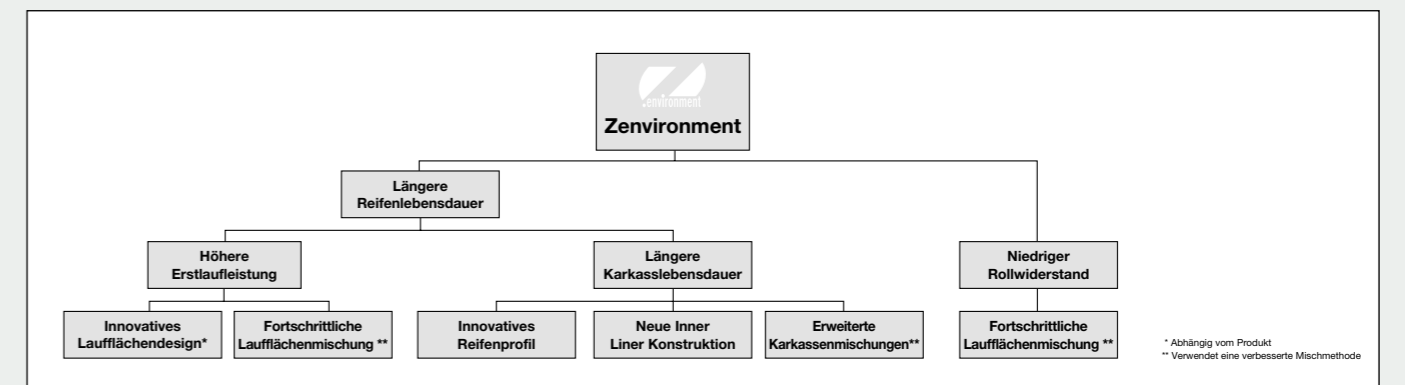 .environment
Zenvironment
Längere
Reifenlebensdauer
Höhere
Erstlaufleistung
Längere
Karkasslebensdauer
Niedriger
Rollwiderstand
Innovatives
Laufflächendesign*
Fortschrittliche
Laufflächenmischung **
Innovatives
Reifenprofil
Neue Inner
Liner Konstruktion
Erweiterte
Karkassenmischungen**
Fortschrittliche
Laufflächenmischung **
* Abhängig vom Produkt
** Verwendet eine verbesserte Mischmethode